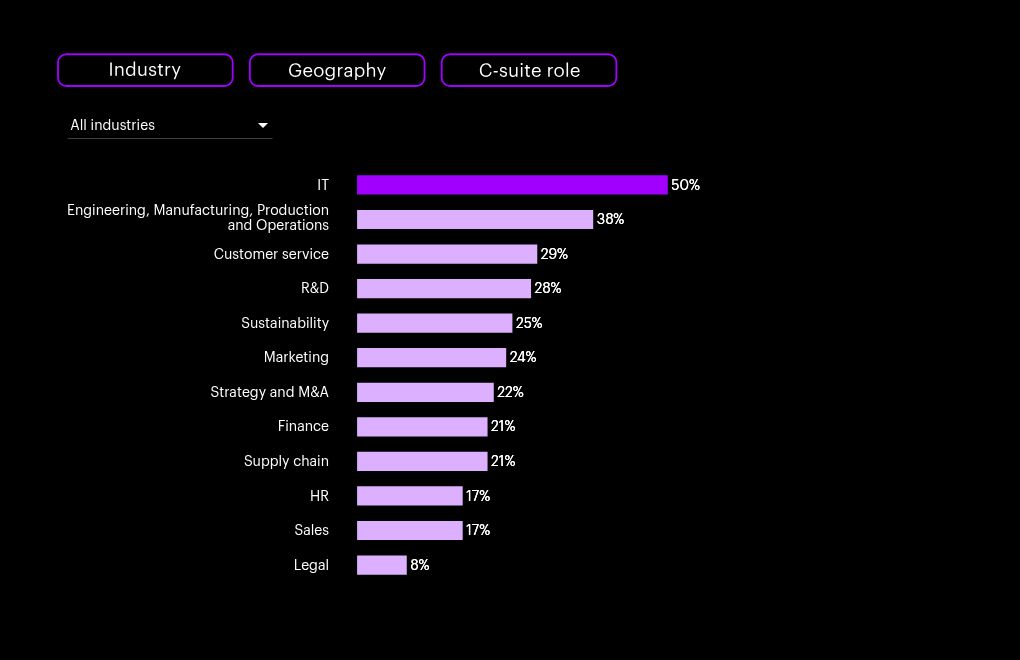 Industry
Geography
C-suite role
All industries
IT
50%
Engineering, Manufacturing, Production
and Operations
38%
Customer service
29%
R&D
28%
Sustainability
25%
Marketing
24%
Strategy and M&A
22%
Finance
21%
Supply chain
21%
HR
17%
Sales
17%
Legal
8%